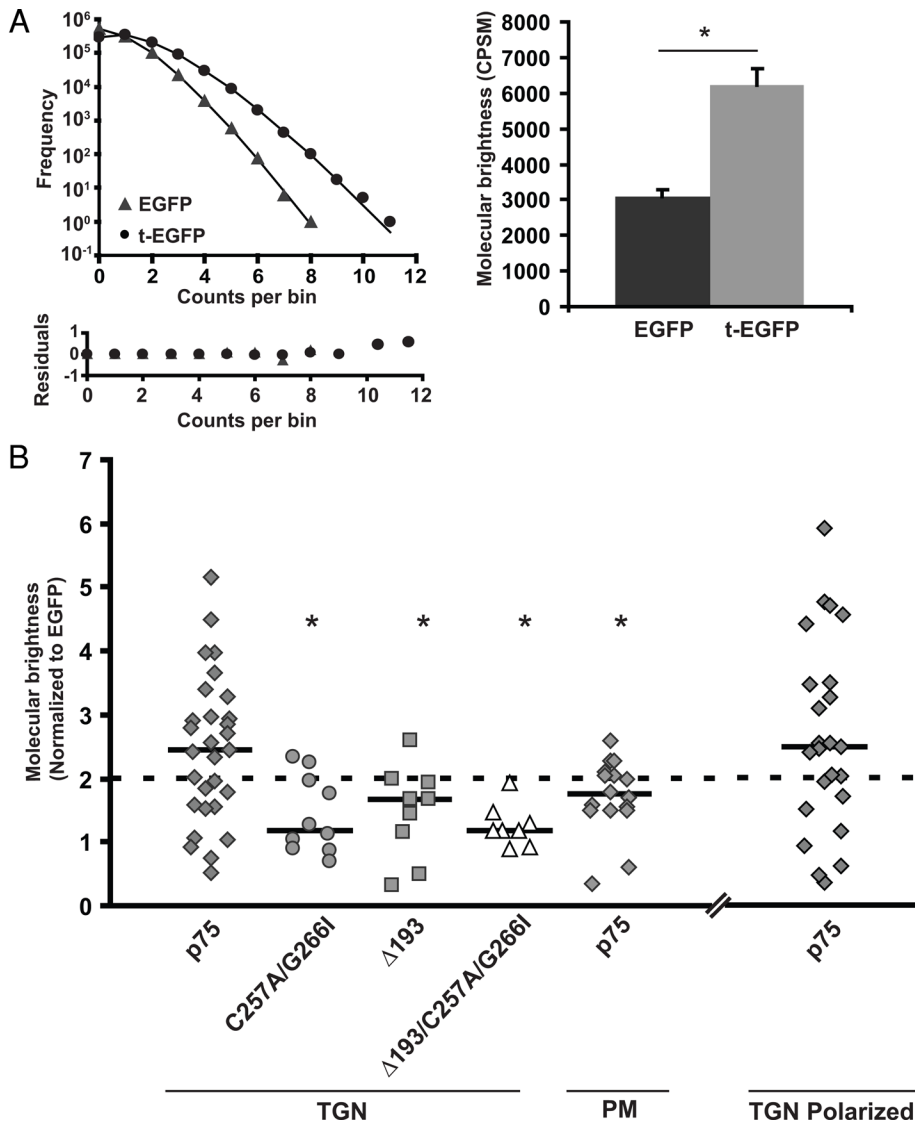 A
10⁶
10⁵
10⁴
10³
10²
10¹
10⁰
10⁻¹
Frequency
EGFP
t-EGFP
0 2 4 6 8 10 12
Counts per bin
Residuals
1
0
-1
0 2 4 6 8 10 12
Counts per bin
Molecular brightness (CPSM)
8000
7000
6000
5000
4000
3000
2000
1000
0
*
EGFP t-EGFP
B
Molecular brightness
(Normalized to EGFP)
7
6
5
4
3
2
1
0
* * * *
p75
C257A/G266I
Δ193
Δ193/C257A/G266I
p75
p75
TGN
PM
TGN Polarized